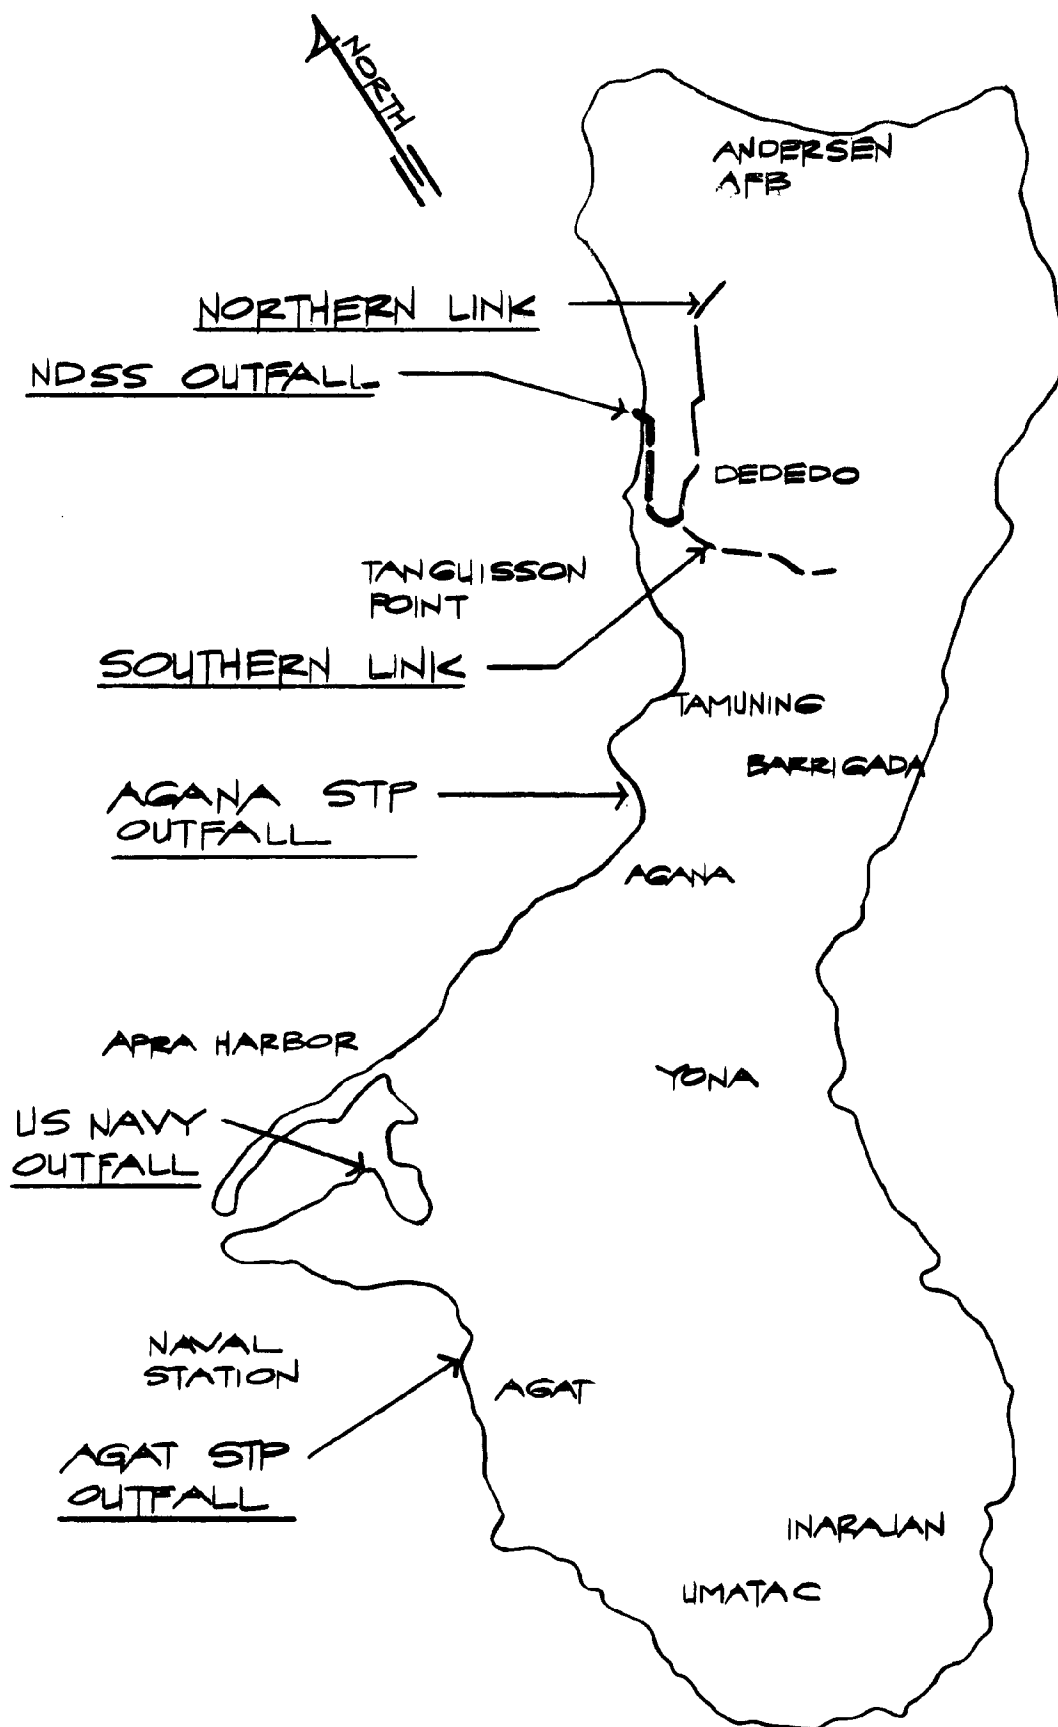 NORTH
ANDERSEN
AFB
NORTHERN LINK
NDSS OUTFALL
DEDEDO
TANGUISSON
POINT
SOUTHERN LINK
TAMUNING
BARRIGADA
AGANA STP
OUTFALL
AGANA
APRA HARBOR
YONA
US NAVY
OUTFALL
NAVAL
STATION
AGAT
AGAT STP
OUTFALL
INARAJAN
UMATAC